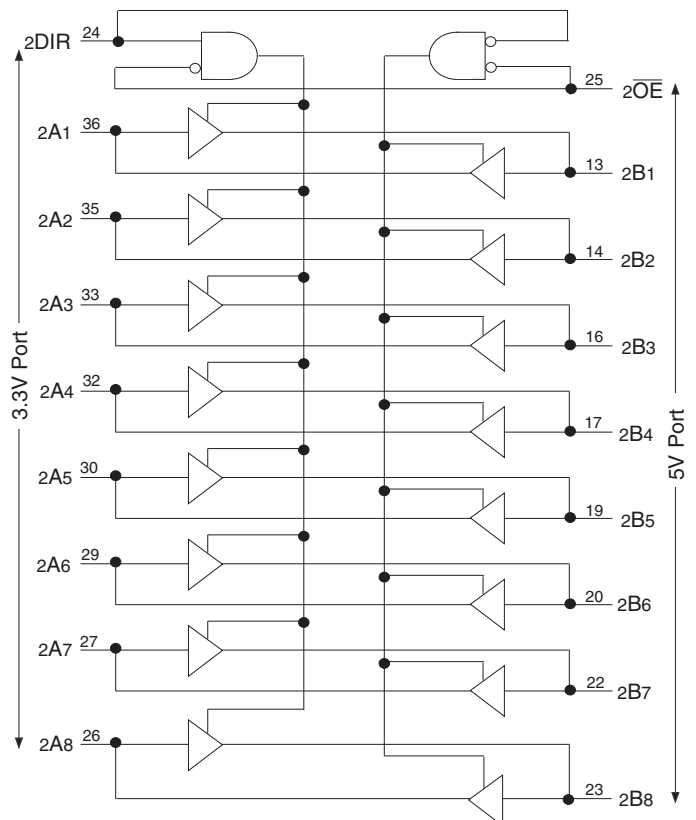 2DIR 24
25 2OE
2A1 36
13 2B1
2A2 35
14 2B2
2A3 33
16 2B3
2A4 32
17 2B4
2A5 30
19 2B5
2A6 29
20 2B6
2A7 27
22 2B7
2A8 26
23 2B8
3.3V Port
5V Port